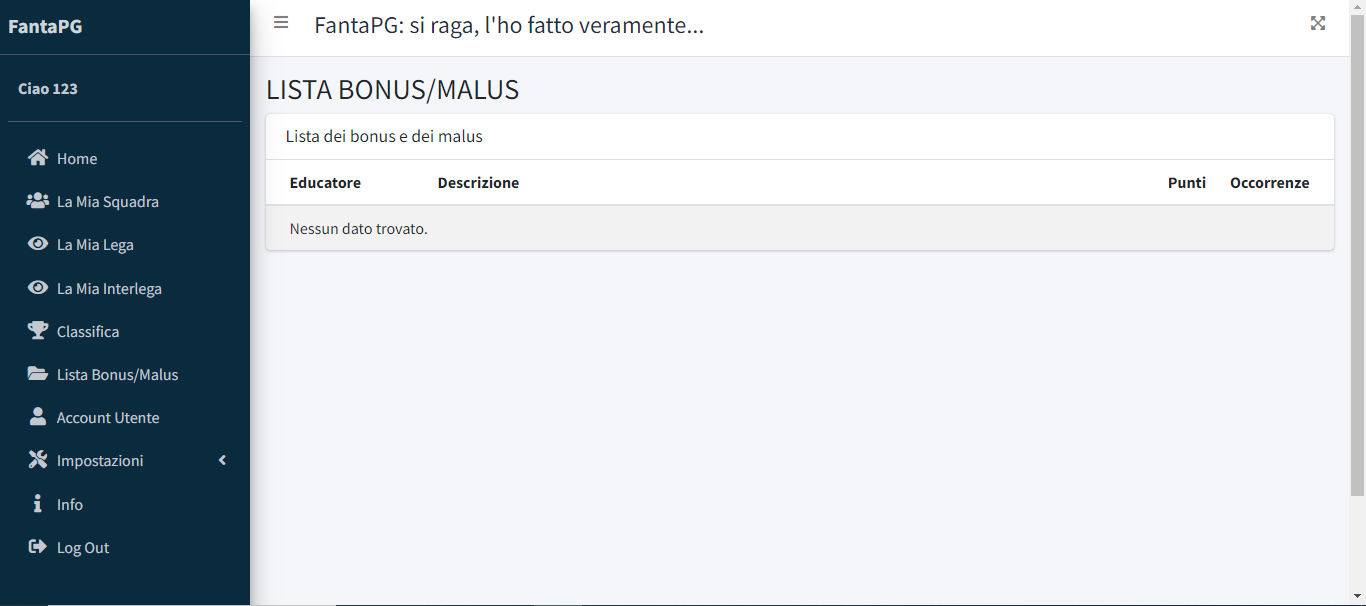 FantaPG
FantaPG: si raga, l'ho fatto veramente...
Ciao 123
Home
La Mia Squadra
La Mia Lega
La Mia Interlega
Classifica
Lista Bonus/Malus
Account Utente
Impostazioni
Info
Log Out
LISTA BONUS/MALUS
Lista dei bonus e dei malus
Educatore Descrizione Punti Occorrenze
Nessun dato trovato.